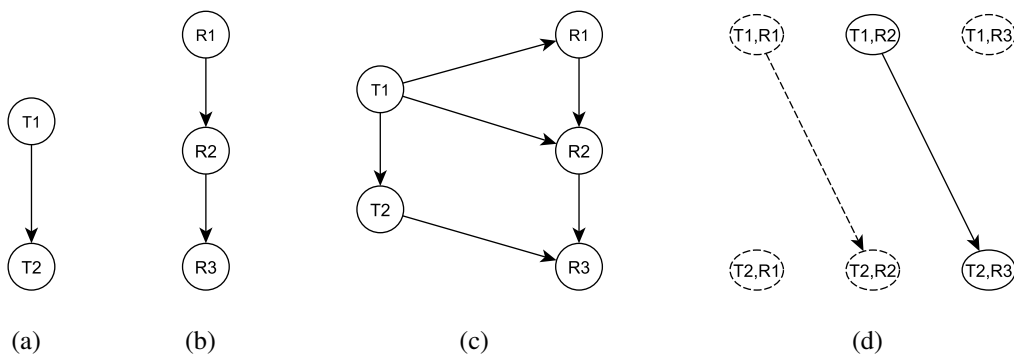 T1
T2
(a)
R1
R2
R3
(b)
T1
T2
R1
R2
R3
(c)
T1,R1
T1,R2
T1,R3
T2,R1
T2,R2
T2,R3
(d)